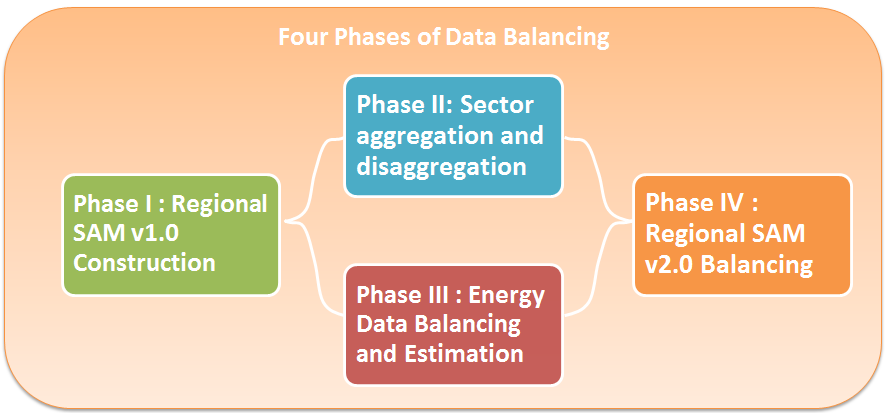 Four Phases of Data Balancing
Phase II: Sector
aggregation and
disaggregation
Phase I : Regional
SAM v1.0
Construction
Phase IV :
Regional SAM
v2.0 Balancing
Phase III : Energy
Data Balancing
and Estimation